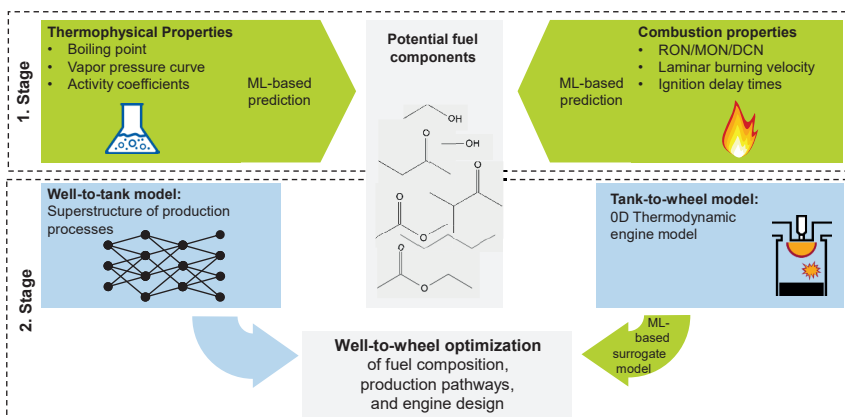 1. Stage
Thermophysical Properties
• Boiling point
• Vapor pressure curve
• Activity coefficients
ML-based
prediction
Potential fuel
components
OH
O
OH
O
O
O
O
O
ML-based
prediction
Combustion properties
• RON/MON/DCN
• Laminar burning velocity
• Ignition delay times
2. Stage
Well-to-tank model:
Superstructure of production
processes
Tank-to-wheel model:
0D Thermodynamic
engine model
ML-
based
surrogate
model
Well-to-wheel optimization
of fuel composition,
production pathways,
and engine design